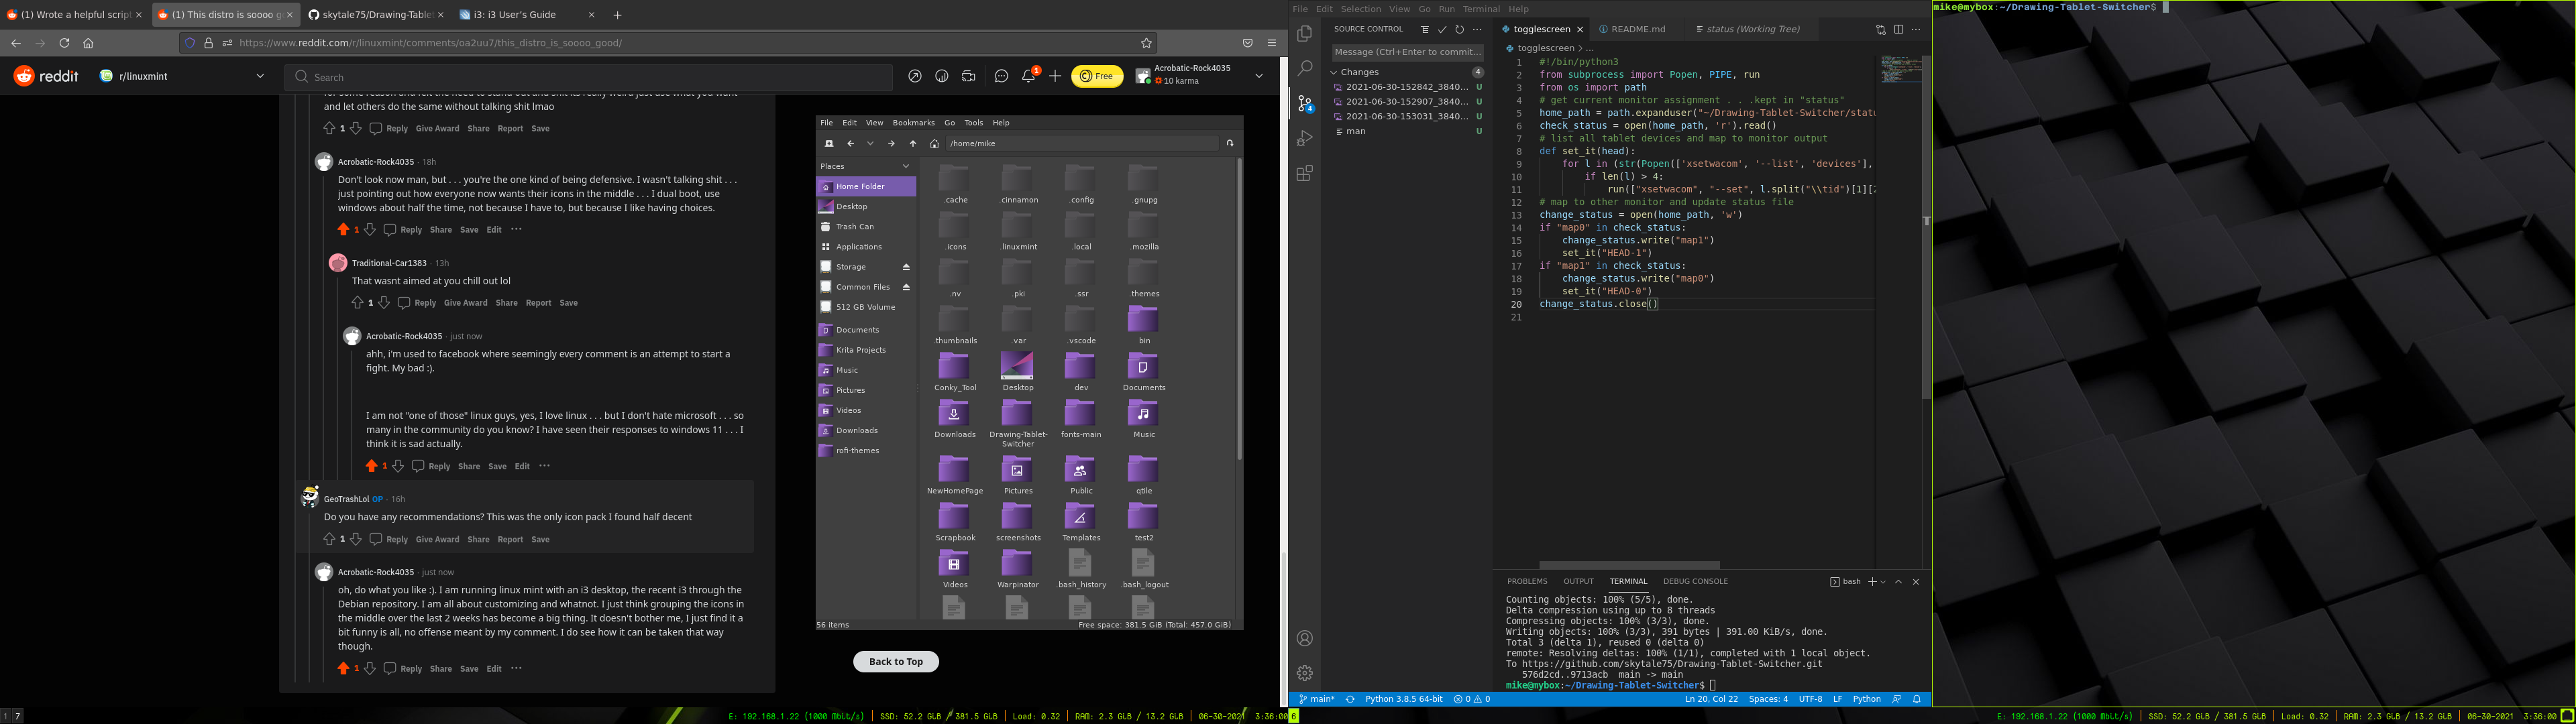 (1) Wrote a helpful script
(1) This distro is soooo g
skytale75/Drawing-Tablet
i3: i3 User's Guide
https://www.reddit.com/r/linuxmint/comments/oa2uu7/this_distro_is_soooo_good/
reddit
r/linuxmint
Search
1
Free
Acrobatic-Rock4035
10 karma
and let others do the same without talking shit lmao
1 Reply Give Award Share Report Save
Acrobatic-Rock4035 · 18h
Don't look now man, but . . . you're the one kind of being defensive. I wasn't talking shit . . .
just pointing out how everyone now wants their icons in the middle . . . I dual boot, use
windows about half the time, not because I have to, but because I like having choices.
1 Reply Share Save Edit ...
Traditional-Car1383 · 13h
That wasnt aimed at you chill out lol
1 Reply Give Award Share Report Save
Acrobatic-Rock4035 · just now
ahh, i'm used to facebook where seemingly every comment is an attempt to start a
fight. My bad :).
I am not "one of those" linux guys, yes, I love linux . . . but I don't hate microsoft . . . so
many in the community do you know? I have seen their responses to windows 11 . . . I
think it is sad actually.
1 Reply Share Save Edit ...
GeoTrashLol OP · 16h
Do you have any recommendations? This was the only icon pack I found half decent
1 Reply Give Award Share Report Save
Acrobatic-Rock4035 · just now
oh, do what you like :). I am running linux mint with an i3 desktop, the recent i3 through the
Debian repository. I am all about customizing and whatnot. I just think grouping the icons in
the middle over the last 2 weeks has become a big thing. It doesn't bother me, I just find it a
bit funny is all, no offense meant by my comment. I do see how it can be taken that way
though.
1 Reply Share Save Edit ...
File Edit View Bookmarks Go Tools Help
/home/mike
Places
Home Folder
Desktop
Trash Can
Applications
Storage
Common Files
512 GB Volume
Documents
Krita Projects
Music
Pictures
Videos
Downloads
rofi-themes
.cache .cinnamon .config .gnupg
.icons .linuxmint .local .mozilla
.nv .pki .ssr .themes
.thumbnails .var .vscode bin
Conky_Tool Desktop dev Documents
Downloads Drawing-Tablet-Switcher fonts-main Music
NewHomePage Pictures Public qtile
Scrapbook screenshots Templates test2
Videos Warpinator .bash_history .bash_logout
56 items
Free space: 381.5 GiB (Total: 457.0 GiB)
Back to Top
File Edit Selection View Go Run Terminal Help
SOURCE CONTROL
Message (Ctrl+Enter to commit...
Changes 4
2021-06-30-152842_3840... U
2021-06-30-152907_3840... U
2021-06-30-153031_3840... U
man U
4
togglescreen
README.md
status (Working Tree)
togglescreen > ...
1 #!/bin/python3
2 from subprocess import Popen, PIPE, run
3 from os import path
4 # get current monitor assignment . . .kept in "status"
5 home_path = path.expanduser("~/Drawing-Tablet-Switcher/statu
6 check_status = open(home_path, 'r').read()
7 # list all tablet devices and map to monitor output
8 def set_it(head):
9 for l in (str(Popen(['xsetwacom', '--list', 'devices'],
10 if len(l) > 4:
11 run(["xsetwacom", "--set", l.split("\\tid")[1][2
12 # map to other monitor and update status file
13 change_status = open(home_path, 'w')
14 if "map0" in check_status:
15 change_status.write("map1")
16 set_it("HEAD-1")
17 if "map1" in check_status:
18 change_status.write("map0")
19 set_it("HEAD-0")
20 change_status.close()
21
PROBLEMS OUTPUT TERMINAL DEBUG CONSOLE
bash
Counting objects: 100% (5/5), done.
Delta compression using up to 8 threads
Compressing objects: 100% (3/3), done.
Writing objects: 100% (3/3), 391 bytes | 391.00 KiB/s, done.
Total 3 (delta 1), reused 0 (delta 0)
remote: Resolving deltas: 100% (1/1), completed with 1 local object.
To https://github.com/skytale75/Drawing-Tablet-Switcher.git
576d2cd..9713acb main -> main
mike@mybox:~/Drawing-Tablet-Switcher$
main* Python 3.8.5 64-bit 0 0 Ln 20, Col 22 Spaces: 4 UTF-8 LF Python
mike@mybox:~/Drawing-Tablet-Switcher$
1 7
E: 192.168.1.22 (1000 Mbit/s) | SSD: 52.2 GLB / 381.5 GLB | Load: 0.32 | RAM: 2.3 GLB / 13.2 GLB | 06-30-2021 3:36:00
6
E: 192.168.1.22 (1000 Mbit/s) | SSD: 52.2 GLB / 381.5 GLB | Load: 0.32 | RAM: 2.3 GLB / 13.2 GLB | 06-30-2021 3:36:00